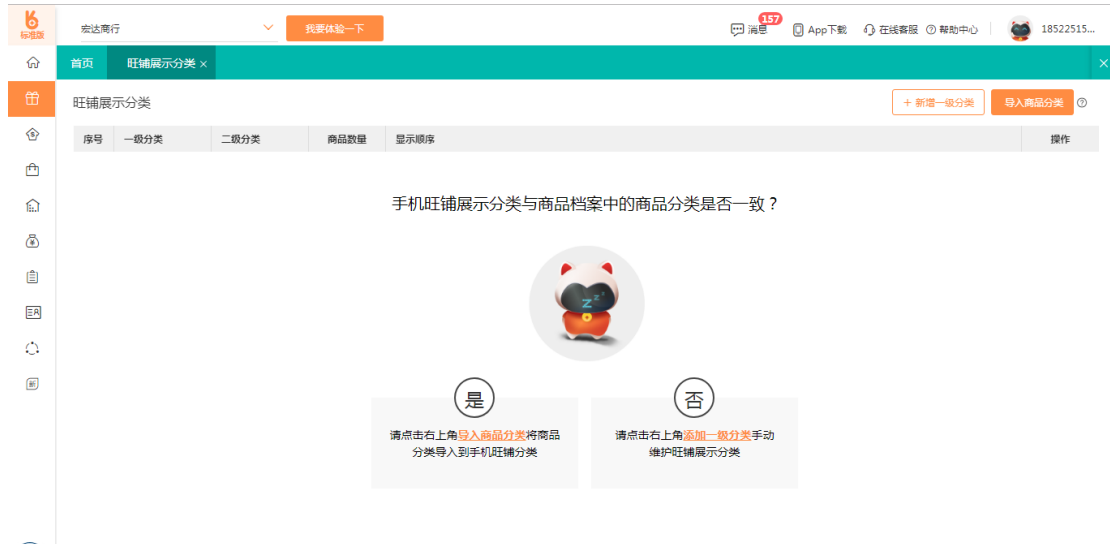 标准版
宏达商行
我要体验一下
157
消息
App下载
在线客服
帮助中心
18522515...
首页
旺铺展示分类 ×
旺铺展示分类
+ 新增一级分类
导入商品分类
序号 一级分类 二级分类 商品数量 显示顺序 操作
手机旺铺展示分类与商品档案中的商品分类是否一致？
zzz
是
请点击右上角导入商品分类将商品
分类导入到手机旺铺分类
否
请点击右上角添加一级分类手动
维护旺铺展示分类
新